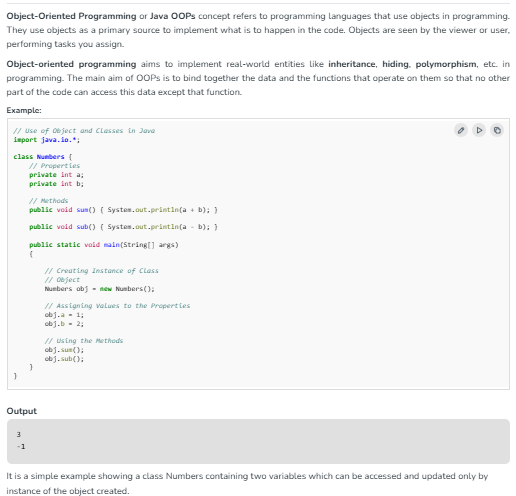 Object-Oriented Programming or Java OOPs concept refers to programming languages that use objects in programming.
They use objects as a primary source to implement what is to happen in the code. Objects are seen by the viewer or user,
performing tasks you assign.
Object-oriented programming aims to implement real-world entities like inheritance, hiding, polymorphism, etc. in
programming. The main aim of OOPs is to bind together the data and the functions that operate on them so that no other
part of the code can access this data except that function.
Example:
// Use of Object and Classes in Java
import java.io.*;
class Numbers {
// Properties
private int a;
private int b;
// Methods
public void sum() { System.out.println(a + b); }
public void sub() { System.out.println(a - b); }
public static void main(String[] args)
{
// Creating Instance of Class
// Object
Numbers obj = new Numbers();
// Assigning Values to the Properties
obj.a = 1;
obj.b = 2;
// Using the Methods
obj.sum();
obj.sub();
}
}
Output
3
-1
It is a simple example showing a class Numbers containing two variables which can be accessed and updated only by
instance of the object created.